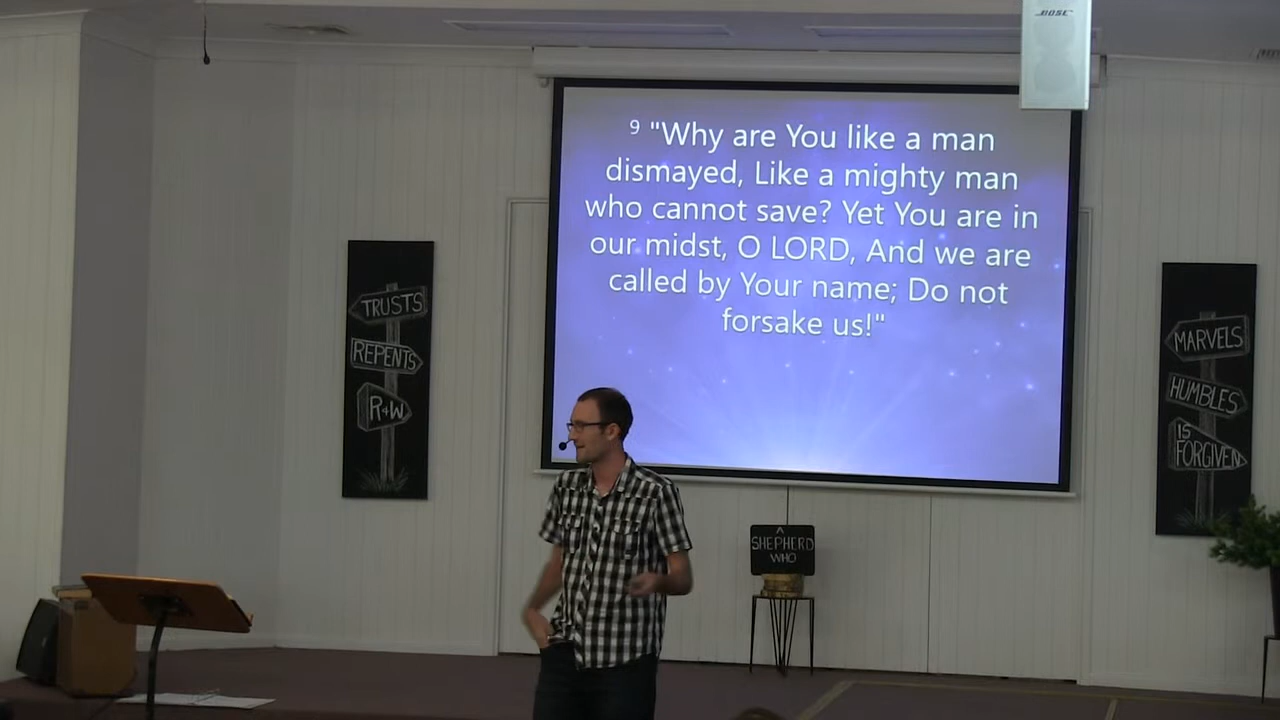 BOSE
9 "Why are You like a man
dismayed, Like a mighty man
who cannot save? Yet You are in
our midst, O LORD, And we are
called by Your name; Do not
forsake us!"
TRUSTS
REPENTS
R+W
MARVELS
HUMBLES
IS
FORGIVEN
A
SHEPHERD
WHO